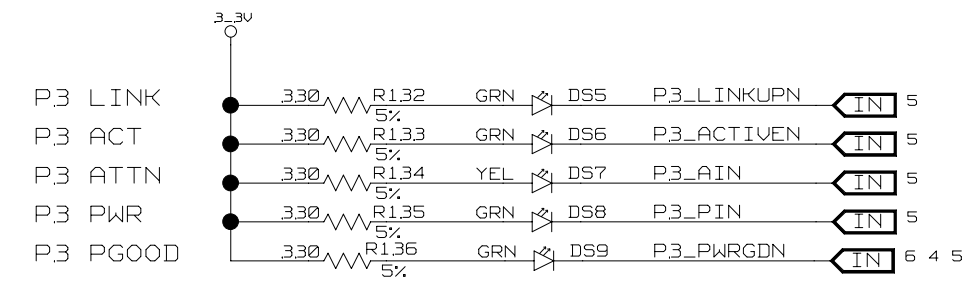 3_3V
P3 LINK 330 R132 5% GRN DS5 P3_LINKUPN IN 5
P3 ACT 330 R133 5% GRN DS6 P3_ACTIVEN IN 5
P3 ATTN 330 R134 5% YEL DS7 P3_AIN IN 5
P3 PWR 330 R135 5% GRN DS8 P3_PIN IN 5
P3 PGOOD 330 R136 5% GRN DS9 P3_PWRGDN IN 6 4 5